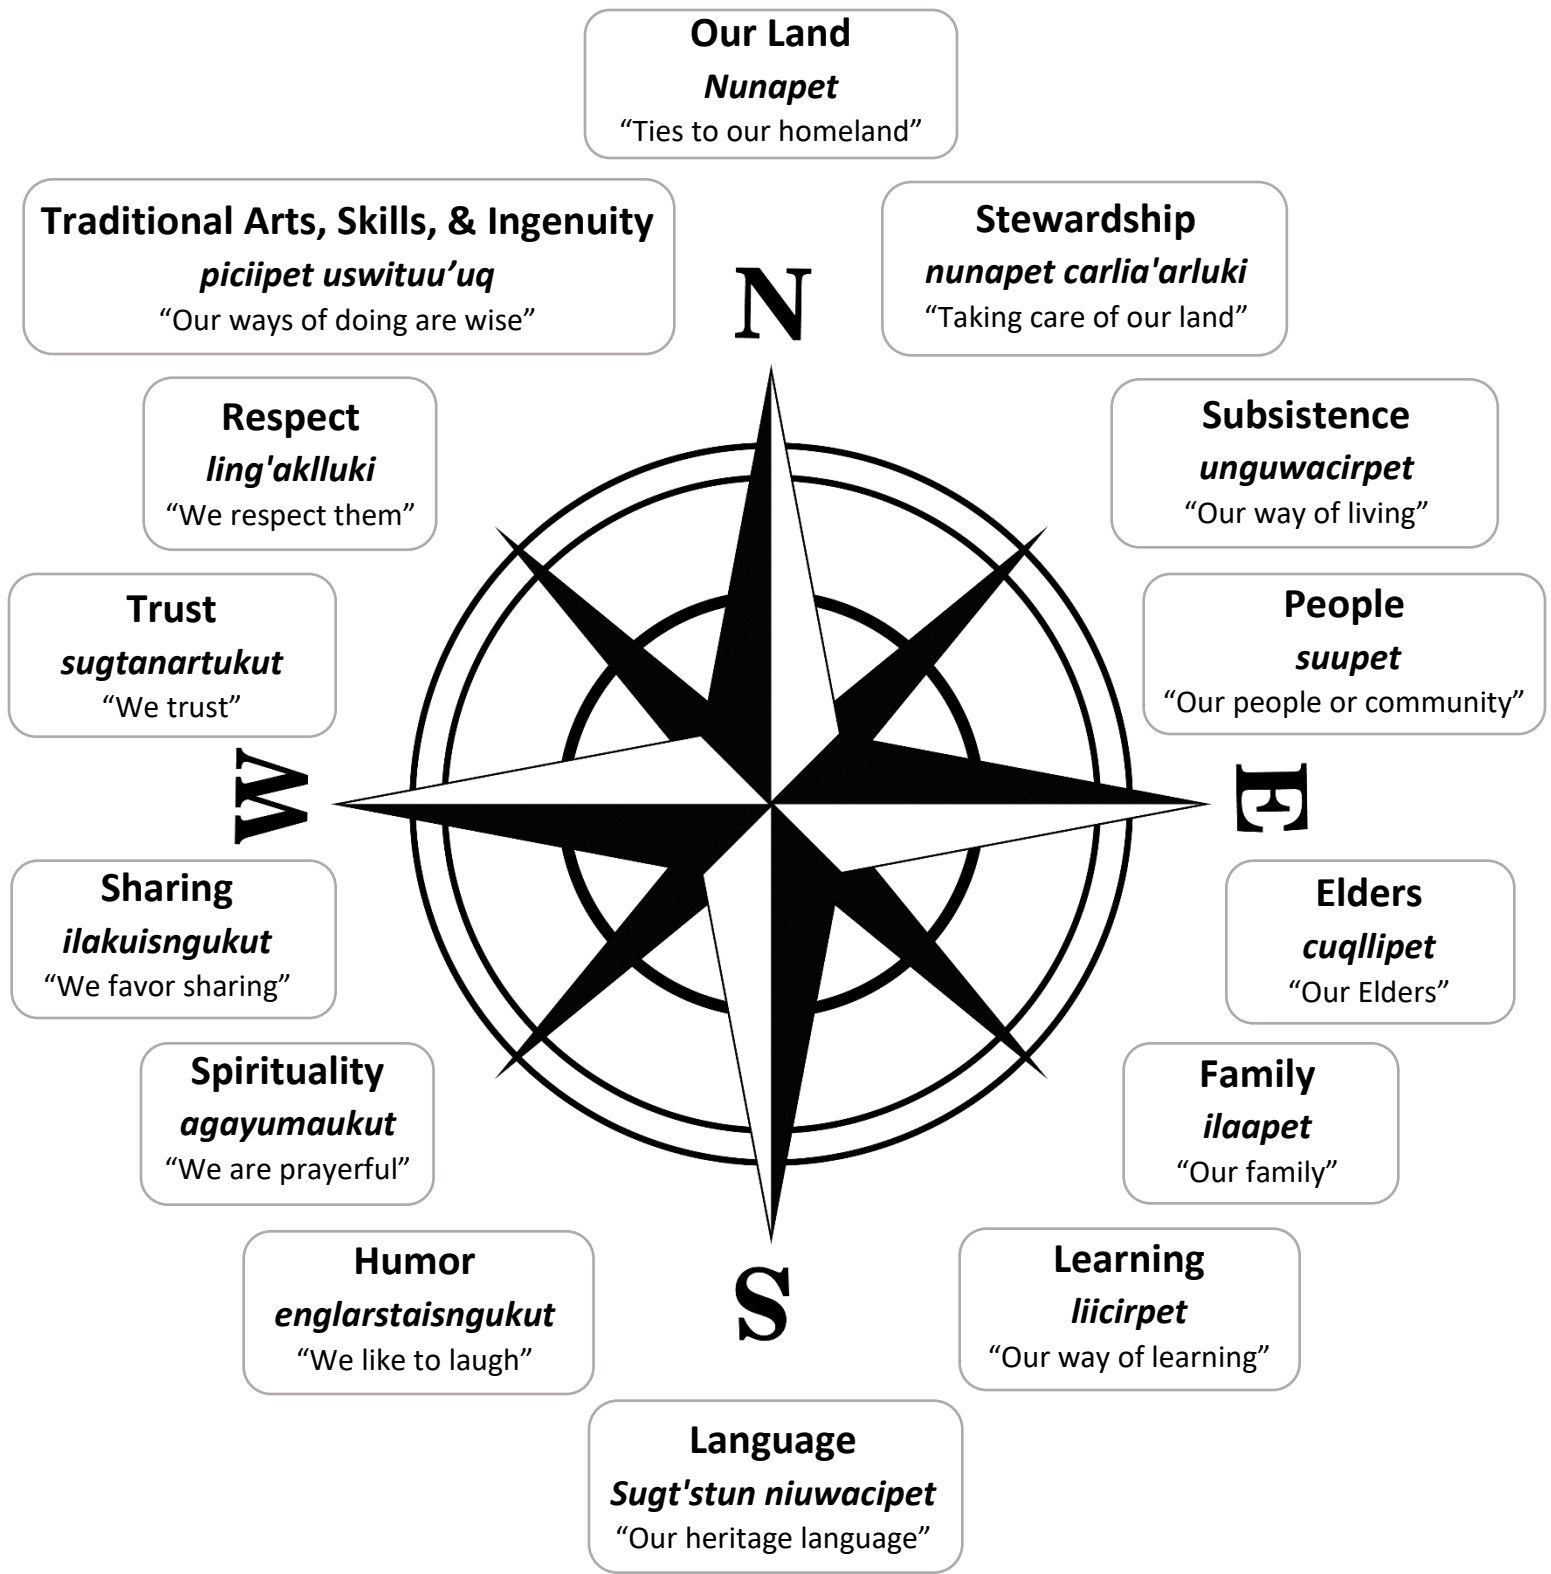 Our Land
Nunapet
“Ties to our homeland”
Traditional Arts, Skills, & Ingenuity
piciipet uswituu’uq
“Our ways of doing are wise”
Stewardship
nunapet carlia'arluki
“Taking care of our land”
N
Respect
ling'aklluki
“We respect them”
Subsistence
unguwacirpet
“Our way of living”
Trust
sugtanartukut
“We trust”
People
suupet
“Our people or community”
W
E
Sharing
ilakuisngukut
“We favor sharing”
Elders
cuqllipet
“Our Elders”
Spirituality
agayumaukut
“We are prayerful”
Family
ilaapet
“Our family”
Humor
englarstaisngukut
“We like to laugh”
S
Learning
liicirpet
“Our way of learning”
Language
Sugt'stun niuwacipet
“Our heritage language”